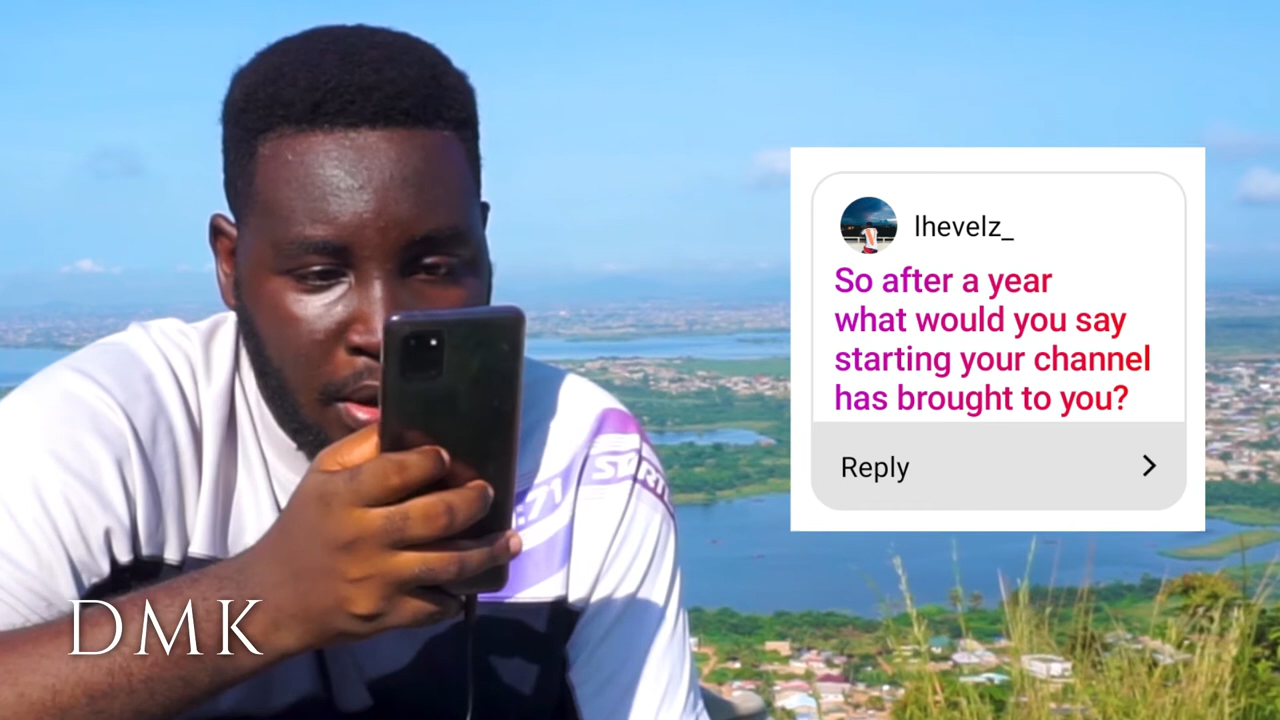 lhevelz_
So after a year
what would you say
starting your channel
has brought to you?
Reply
DMK